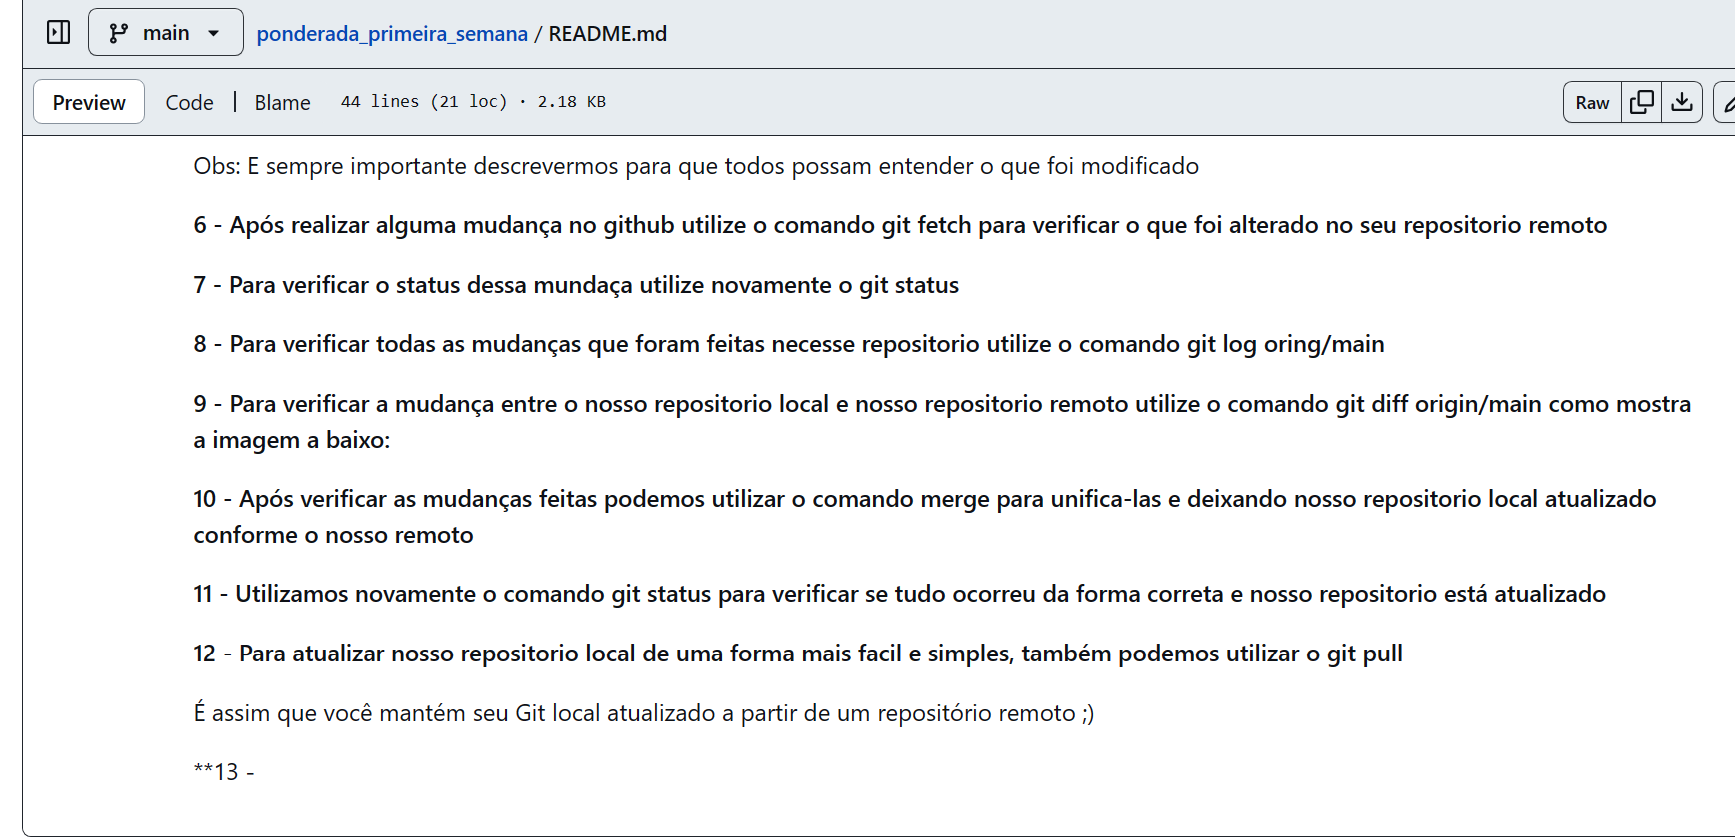 main
ponderada_primeira_semana / README.md
Preview Code Blame 44 lines (21 loc) · 2.18 KB Raw
Obs: E sempre importante descrevermos para que todos possam entender o que foi modificado
6 - Após realizar alguma mudança no github utilize o comando git fetch para verificar o que foi alterado no seu repositorio remoto
7 - Para verificar o status dessa mundaça utilize novamente o git status
8 - Para verificar todas as mudanças que foram feitas necesse repositorio utilize o comando git log oring/main
9 - Para verificar a mudança entre o nosso repositorio local e nosso repositorio remoto utilize o comando git diff origin/main como mostra
a imagem a baixo:
10 - Após verificar as mudanças feitas podemos utilizar o comando merge para unifica-las e deixando nosso repositorio local atualizado
conforme o nosso remoto
11 - Utilizamos novamente o comando git status para verificar se tudo ocorreu da forma correta e nosso repositorio está atualizado
12 - Para atualizar nosso repositorio local de uma forma mais facil e simples, também podemos utilizar o git pull
É assim que você mantém seu Git local atualizado a partir de um repositório remoto ;)
**13 -